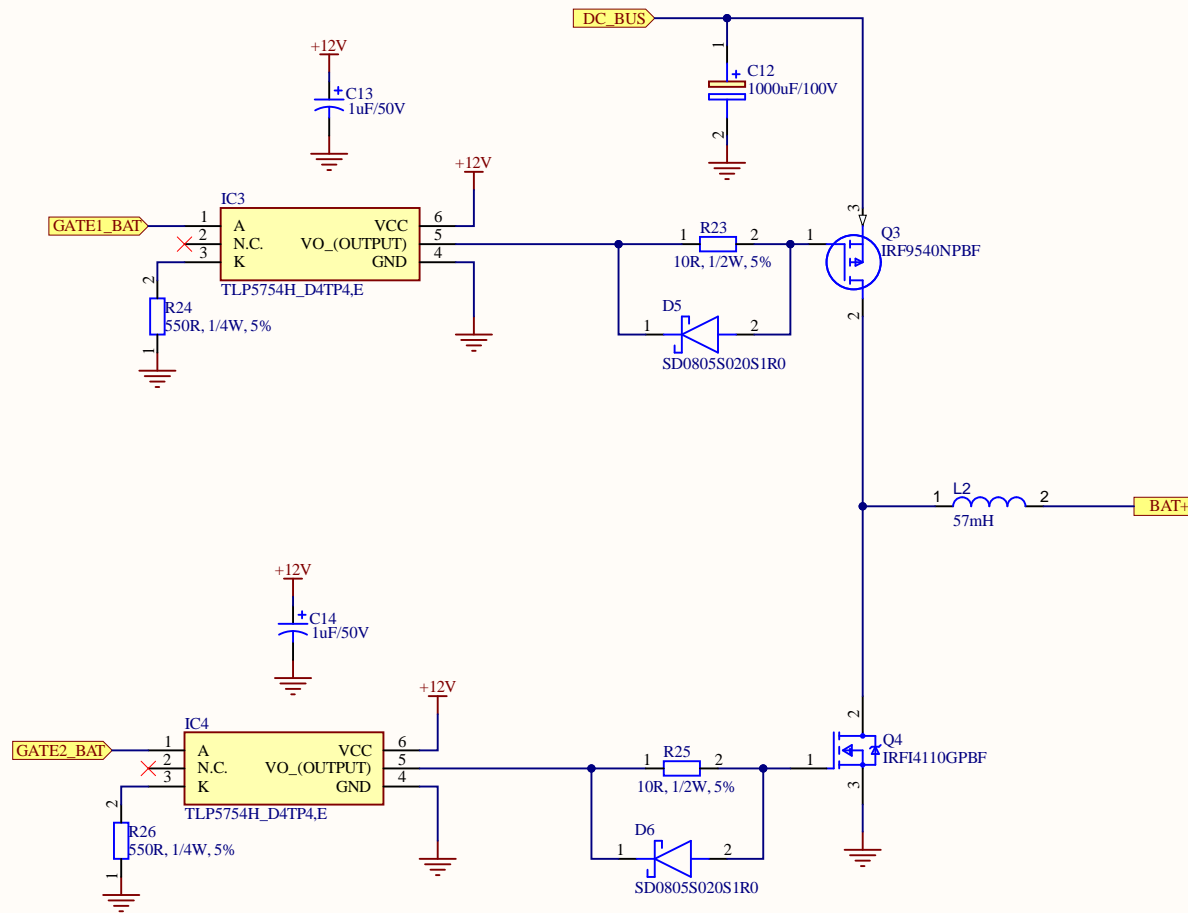 DC_BUS
1
C12
1000uF/100V
2
+12V
C13
1uF/50V
+12V
IC3
GATE1_BAT
1
A
VCC
6
2
N.C.
VO_(OUTPUT)
5
3
K
GND
4
TLP5754H_D4TP4,E
2
R24
550R, 1/4W, 5%
1
1
R23
2
10R, 1/2W, 5%
D5
1
2
SD0805S020S1R0
3
1
Q3
IRF9540NPBF
2
1
L2
2
57mH
BAT+
+12V
C14
1uF/50V
+12V
IC4
GATE2_BAT
1
A
VCC
6
2
N.C.
VO_(OUTPUT)
5
3
K
GND
4
TLP5754H_D4TP4,E
2
R26
550R, 1/4W, 5%
1
1
R25
2
10R, 1/2W, 5%
D6
1
2
SD0805S020S1R0
2
1
Q4
IRFI4110GPBF
3